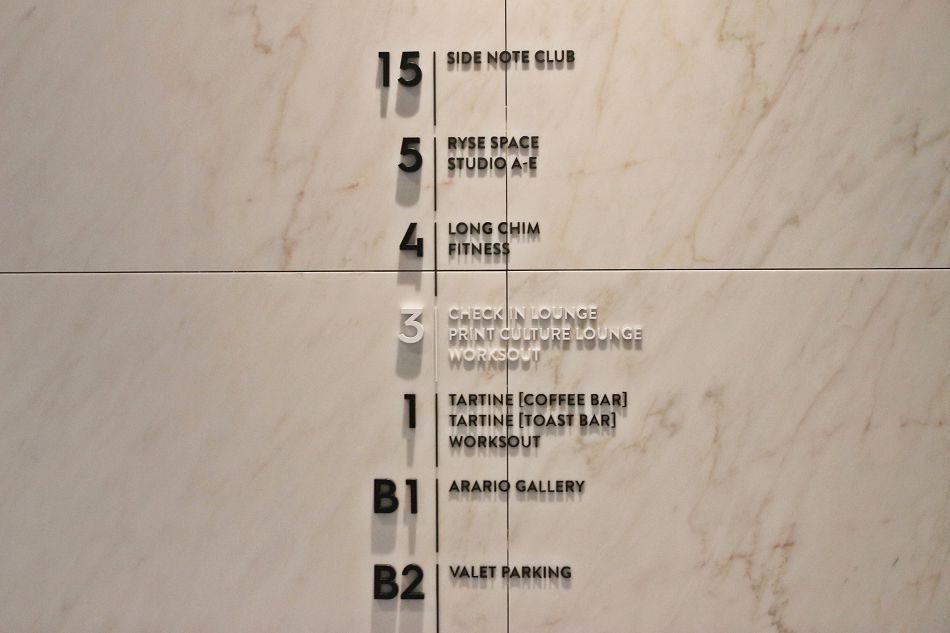 15 SIDE NOTE CLUB
5 RYSE SPACE
STUDIO A-E
4 LONG CHIM
FITNESS
3 CHECK IN LOUNGE
PRINT CULTURE LOUNGE
WORKSOUT
1 TARTINE [COFFEE BAR]
TARTINE [TOAST BAR]
WORKSOUT
B1 ARARIO GALLERY
B2 VALET PARKING